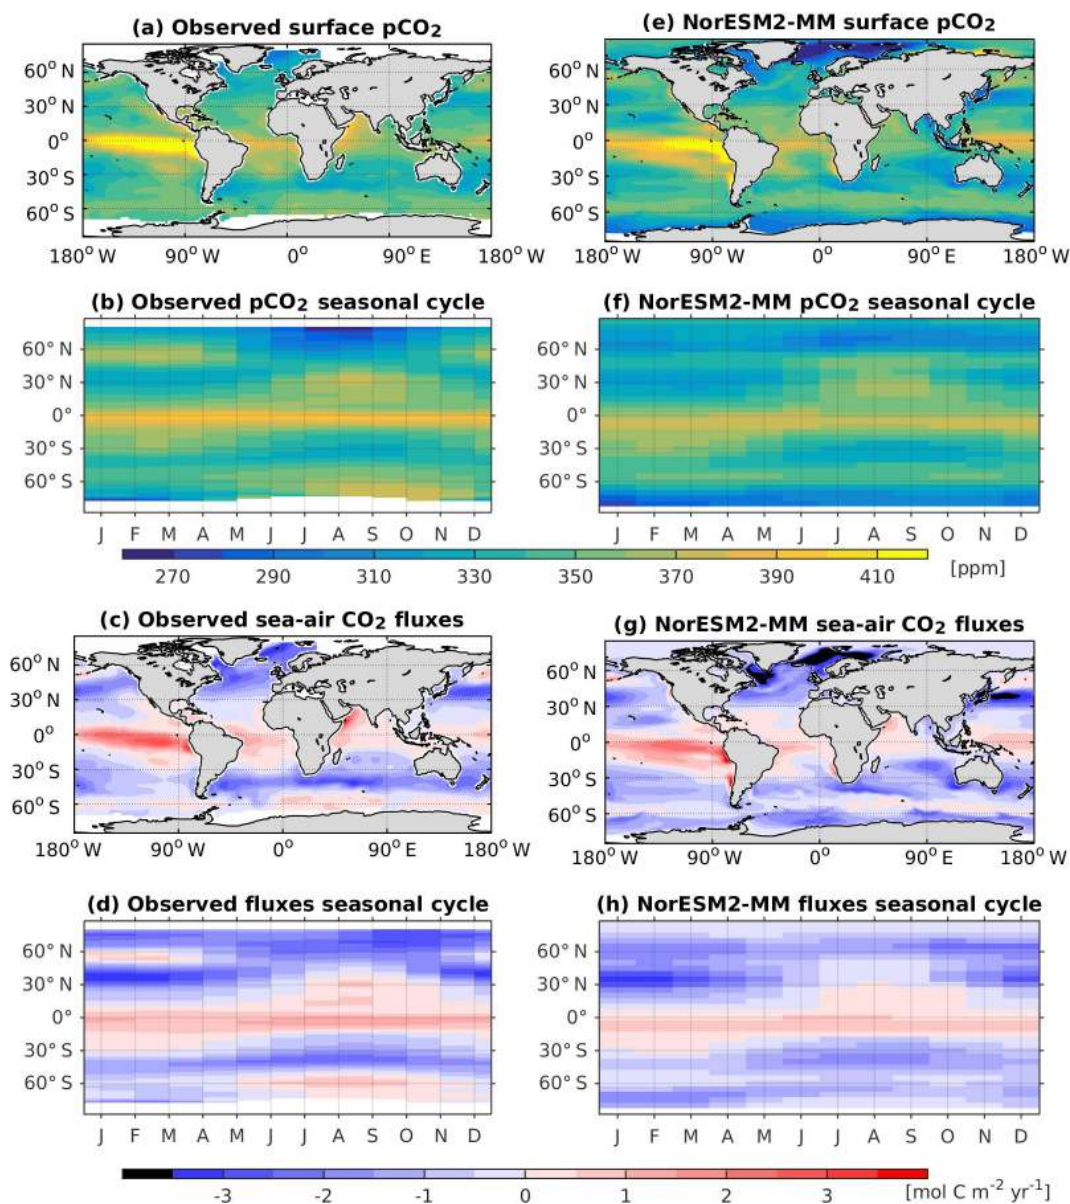 (a) Observed surface pCO₂
60° N
30° N
0°
30° S
60° S
180° W 90° W 0° 90° E 180° W
(e) NorESM2-MM surface pCO₂
60° N
30° N
0°
30° S
60° S
180° W 90° W 0° 90° E 180° W
(b) Observed pCO₂ seasonal cycle
60° N
30° N
0°
30° S
60° S
J F M A M J J A S O N D
(f) NorESM2-MM pCO₂ seasonal cycle
60° N
30° N
0°
30° S
60° S
J F M A M J J A S O N D
270 290 310 330 350 370 390 410 [ppm]
(c) Observed sea-air CO₂ fluxes
60° N
30° N
0°
30° S
60° S
180° W 90° W 0° 90° E 180° W
(g) NorESM2-MM sea-air CO₂ fluxes
60° N
30° N
0°
30° S
60° S
180° W 90° W 0° 90° E 180° W
(d) Observed fluxes seasonal cycle
60° N
30° N
0°
30° S
60° S
J F M A M J J A S O N D
(h) NorESM2-MM fluxes seasonal cycle
60° N
30° N
0°
30° S
60° S
J F M A M J J A S O N D
-3 -2 -1 0 1 2 3 [mol C m⁻² yr⁻¹]